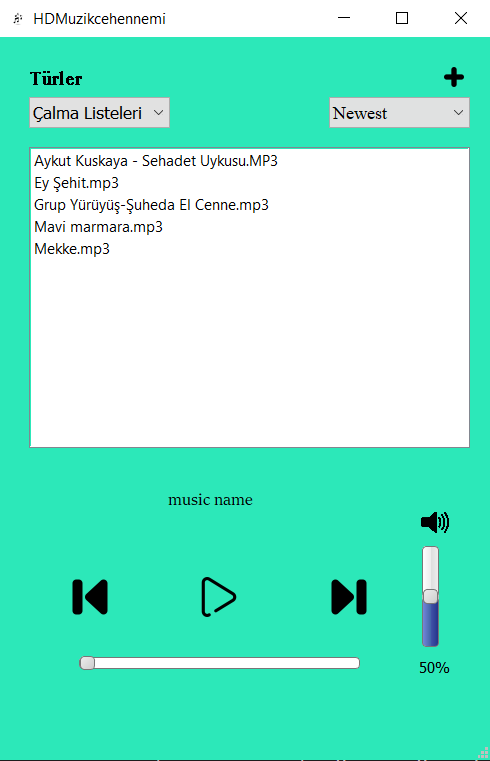 HDMuzikcehennemi
Türler
Çalma Listeleri
Newest
Aykut Kuskaya - Sehadet Uykusu.MP3
Ey Şehit.mp3
Grup Yürüyüş-Şuheda El Cenne.mp3
Mavi marmara.mp3
Mekke.mp3
music name
50%